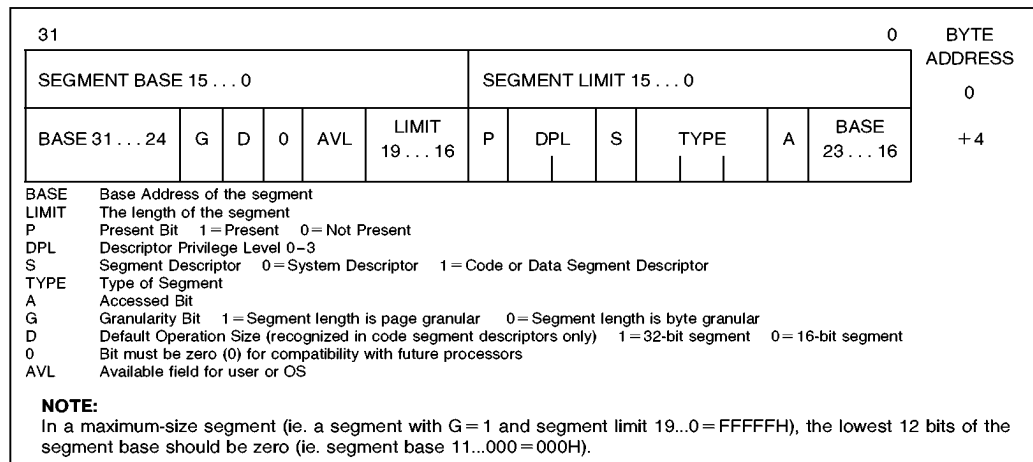 31 0 BYTE ADDRESS
SEGMENT BASE 15 . . . 0 SEGMENT LIMIT 15 . . . 0 0
BASE 31 . . . 24 G D 0 AVL LIMIT 19 . . . 16 P DPL S TYPE A BASE 23 . . . 16 +4
BASE Base Address of the segment
LIMIT The length of the segment
P Present Bit 1=Present 0=Not Present
DPL Descriptor Privilege Level 0–3
S Segment Descriptor 0=System Descriptor 1=Code or Data Segment Descriptor
TYPE Type of Segment
A Accessed Bit
G Granularity Bit 1=Segment length is page granular 0=Segment length is byte granular
D Default Operation Size (recognized in code segment descriptors only) 1=32-bit segment 0=16-bit segment
0 Bit must be zero (0) for compatibility with future processors
AVL Available field for user or OS
NOTE:
In a maximum-size segment (ie. a segment with G=1 and segment limit 19...0=FFFFFH), the lowest 12 bits of the
segment base should be zero (ie. segment base 11...000=000H).